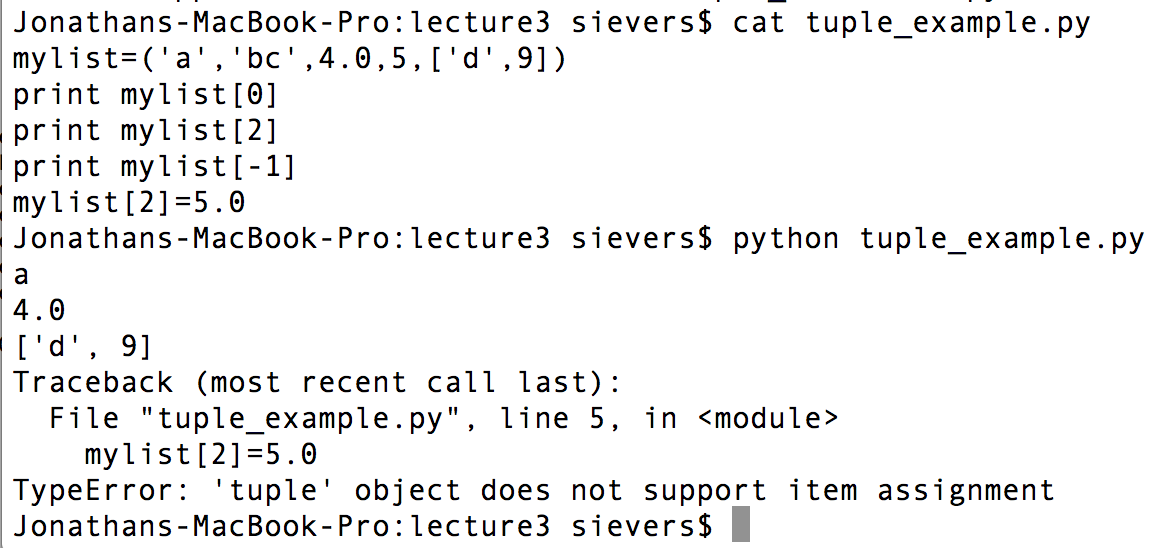 Jonathans-MacBook-Pro:lecture3 sievers$ cat tuple_example.py
mylist=('a','bc',4.0,5,['d',9])
print mylist[0]
print mylist[2]
print mylist[-1]
mylist[2]=5.0
Jonathans-MacBook-Pro:lecture3 sievers$ python tuple_example.py
a
4.0
['d', 9]
Traceback (most recent call last):
  File "tuple_example.py", line 5, in <module>
    mylist[2]=5.0
TypeError: 'tuple' object does not support item assignment
Jonathans-MacBook-Pro:lecture3 sievers$